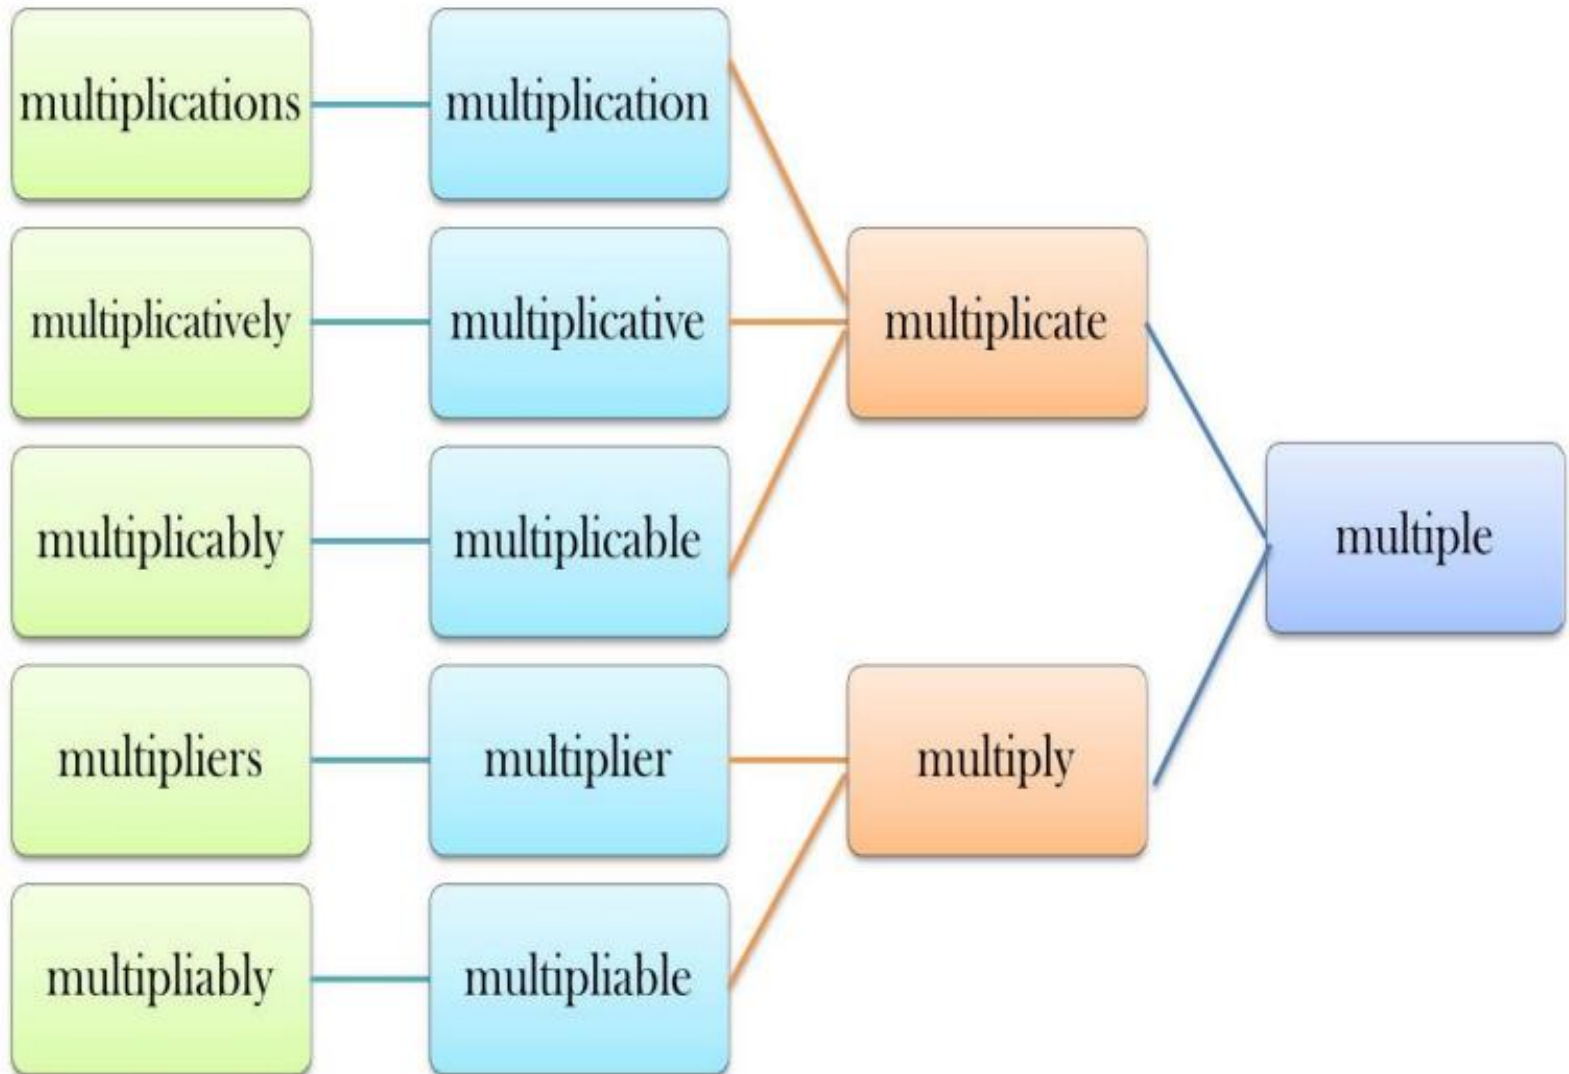 multiplications
multiplication
multiplicatively
multiplicative
multiplicate
multiplicably
multiplicable
multiple
multipliers
multiplier
multiply
multipliably
multipliable